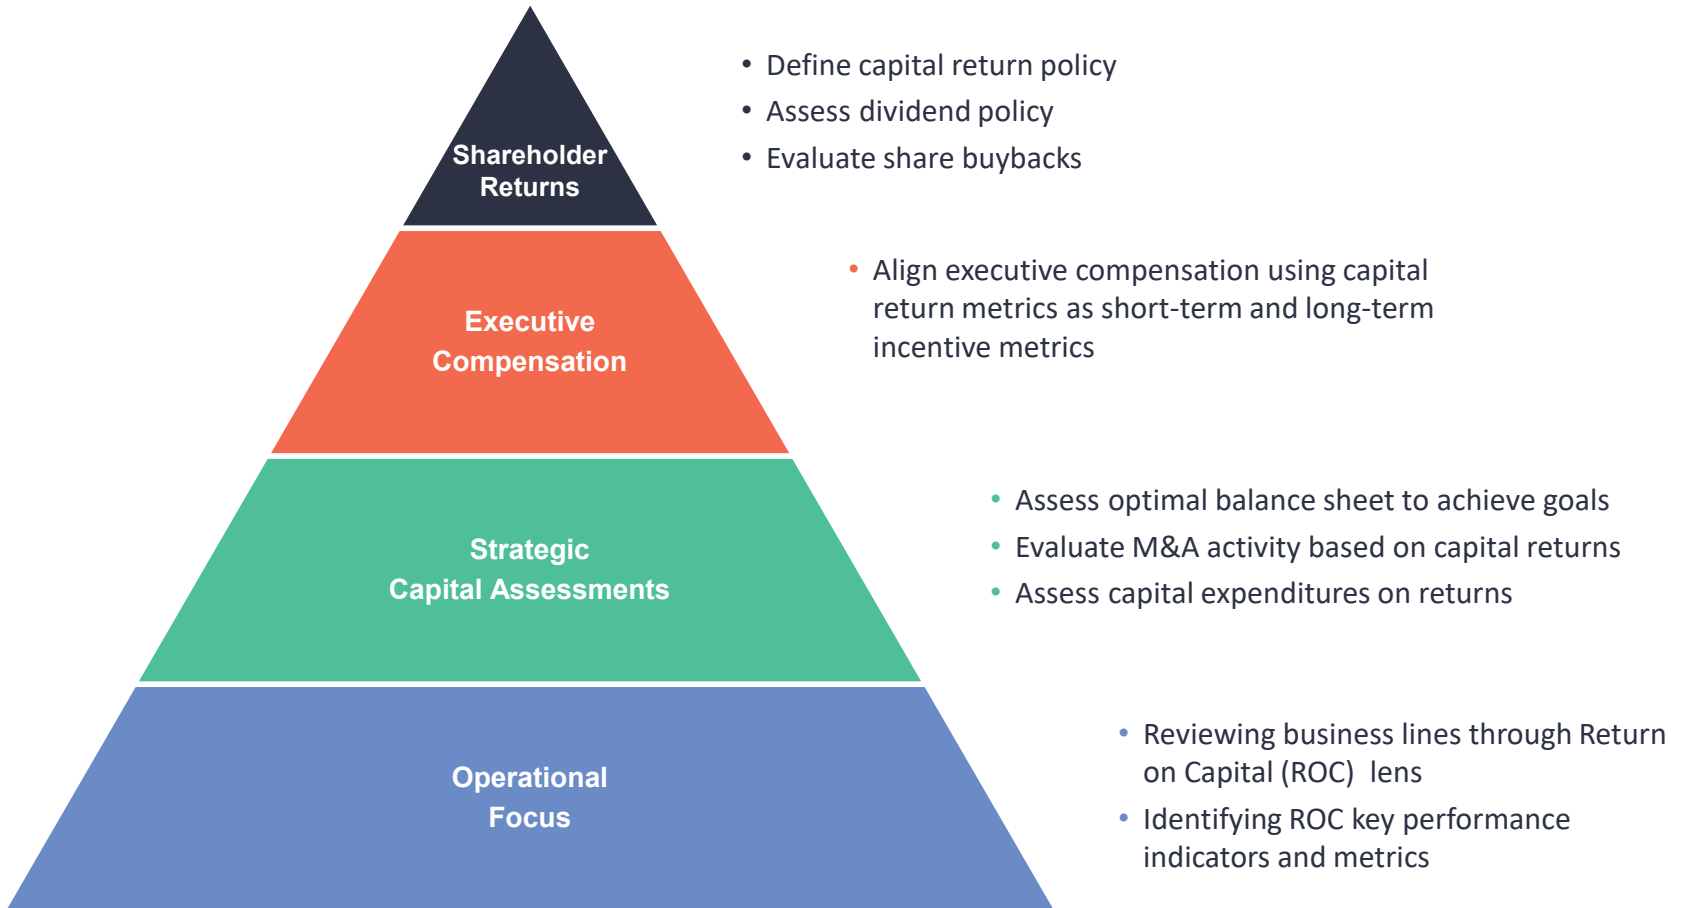 Shareholder
Returns
• Define capital return policy
• Assess dividend policy
• Evaluate share buybacks
Executive
Compensation
• Align executive compensation using capital
return metrics as short-term and long-term
incentive metrics
Strategic
Capital Assessments
• Assess optimal balance sheet to achieve goals
• Evaluate M&A activity based on capital returns
• Assess capital expenditures on returns
Operational
Focus
• Reviewing business lines through Return
on Capital (ROC)  lens
• Identifying ROC key performance
indicators and metrics